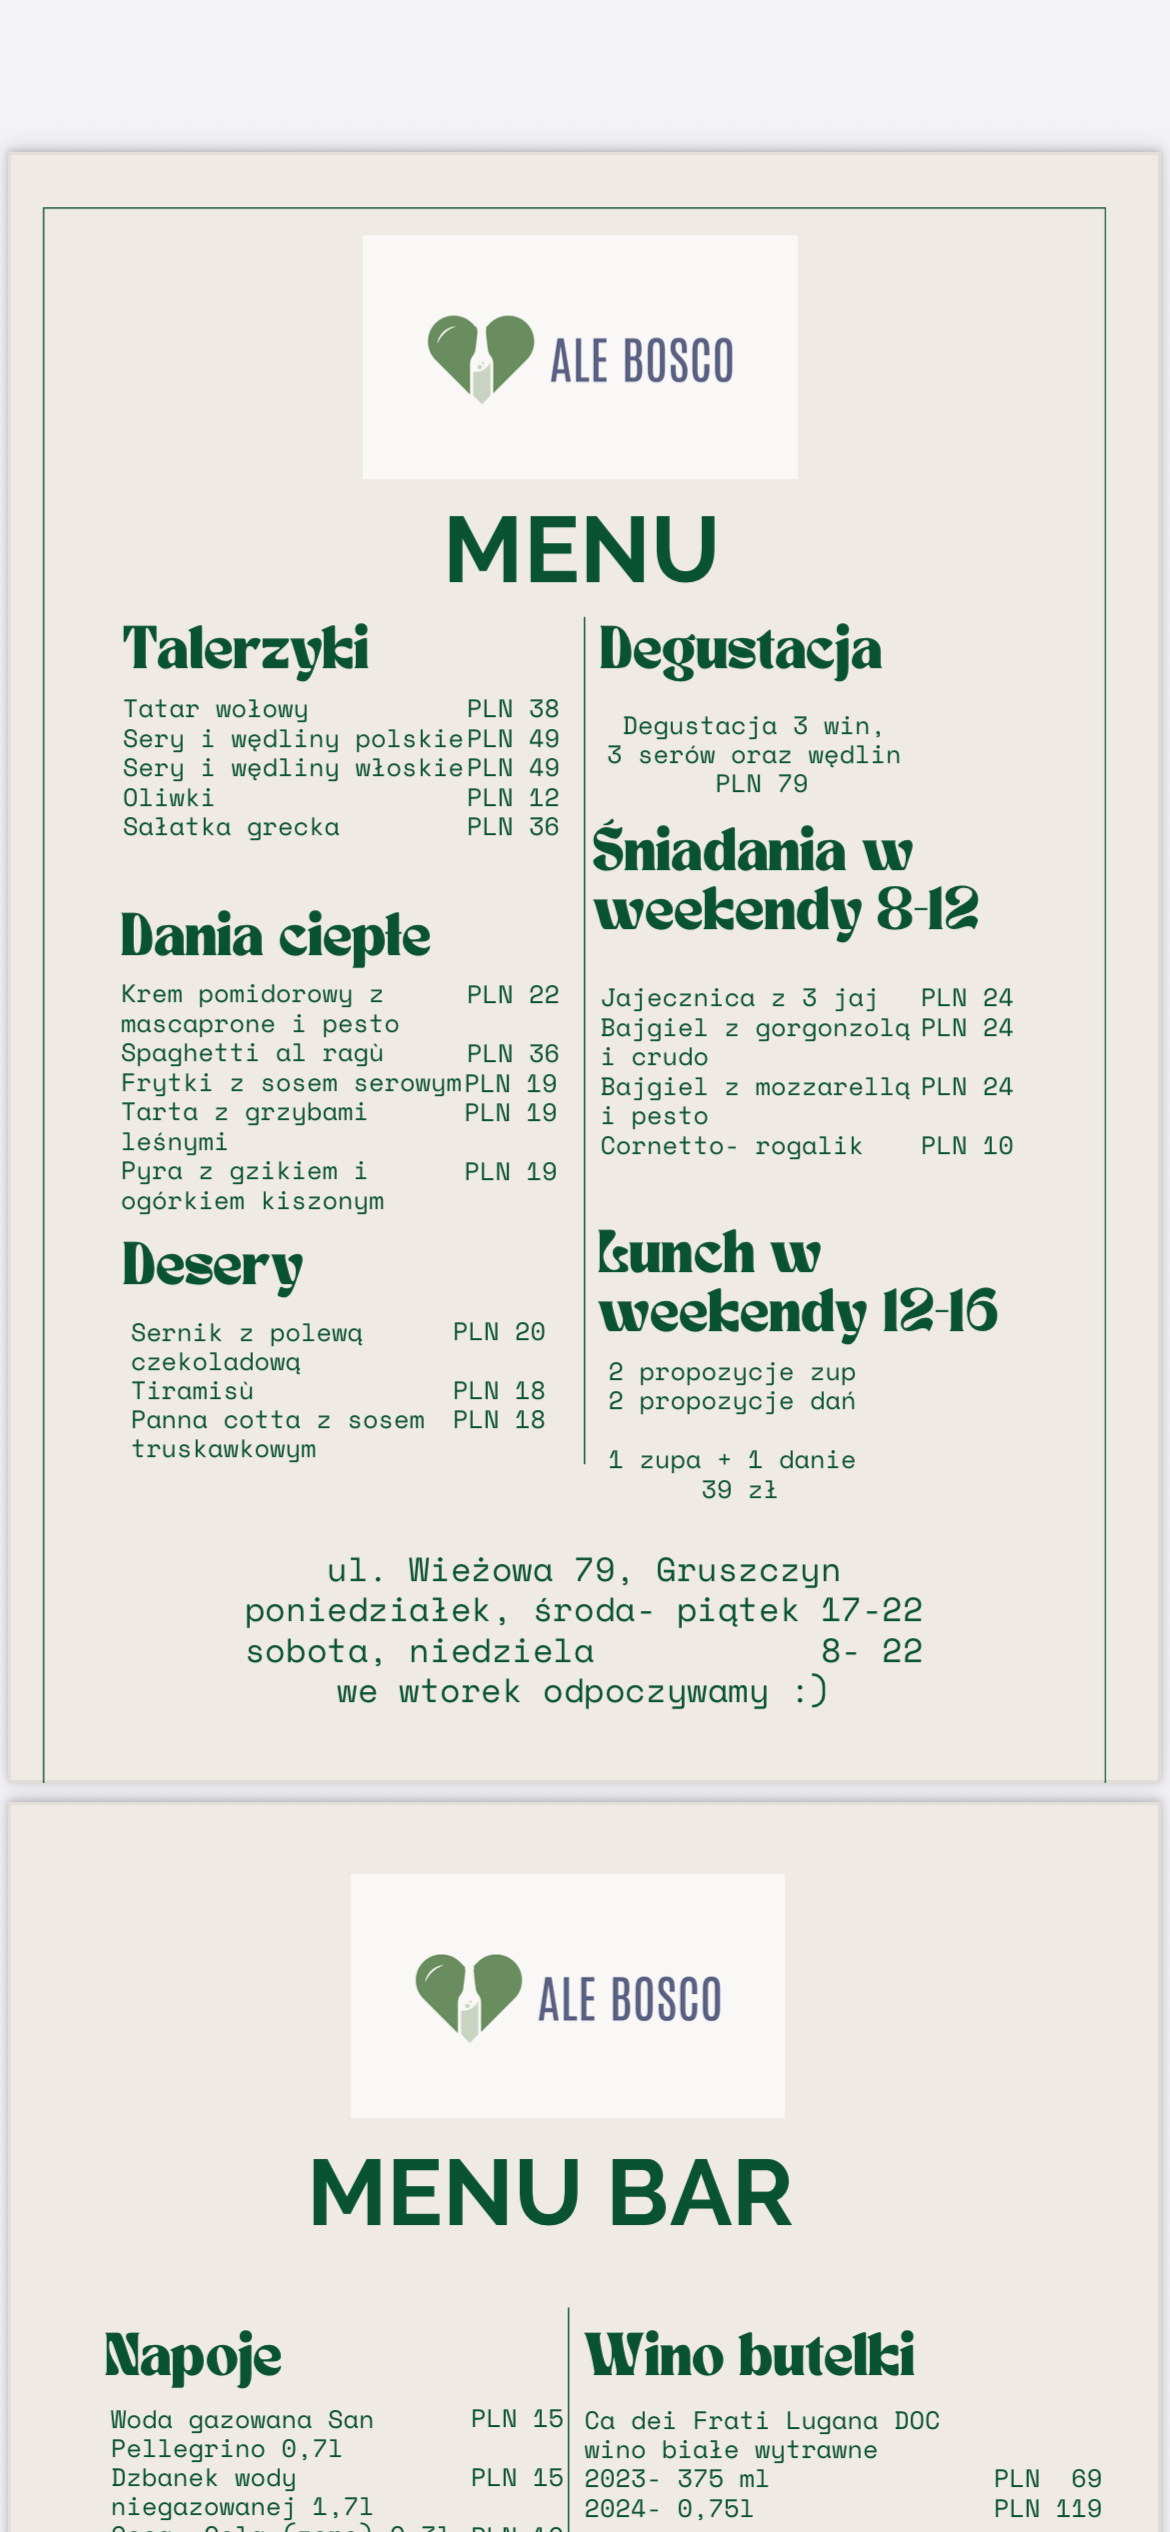 ALE BOSCO
MENU
Talerzyki
Tatar wołowy PLN 38
Sery i wędliny polskie PLN 49
Sery i wędliny włoskie PLN 49
Oliwki PLN 12
Sałatka grecka PLN 36
Dania ciepłe
Krem pomidorowy z PLN 22
mascaprone i pesto
Spaghetti al ragù PLN 36
Frytki z sosem serowym PLN 19
Tarta z grzybami PLN 19
leśnymi
Pyra z gzikiem i PLN 19
ogórkiem kiszonym
Desery
Sernik z polewą PLN 20
czekoladową
Tiramisù PLN 18
Panna cotta z sosem PLN 18
truskawkowym
Degustacja
Degustacja 3 win,
3 serów oraz wędlin
PLN 79
Śniadania w
weekendy 8-12
Jajecznica z 3 jaj PLN 24
Bajgiel z gorgonzolą PLN 24
i crudo
Bajgiel z mozzarellą PLN 24
i pesto
Cornetto- rogalik PLN 10
Lunch w
weekendy 12-16
2 propozycje zup
2 propozycje dań
1 zupa + 1 danie
39 zł
ul. Wieżowa 79, Gruszczyn
poniedziałek, środa- piątek 17-22
sobota, niedziela 8- 22
we wtorek odpoczywamy :)
ALE BOSCO
MENU BAR
Napoje
Woda gazowana San PLN 15
Pellegrino 0,7l
Dzbanek wody PLN 15
niegazowanej 1,7l
Wino butelki
Ca dei Frati Lugana DOC
wino białe wytrawne
2023- 375 ml PLN 69
2024- 0,75l PLN 119